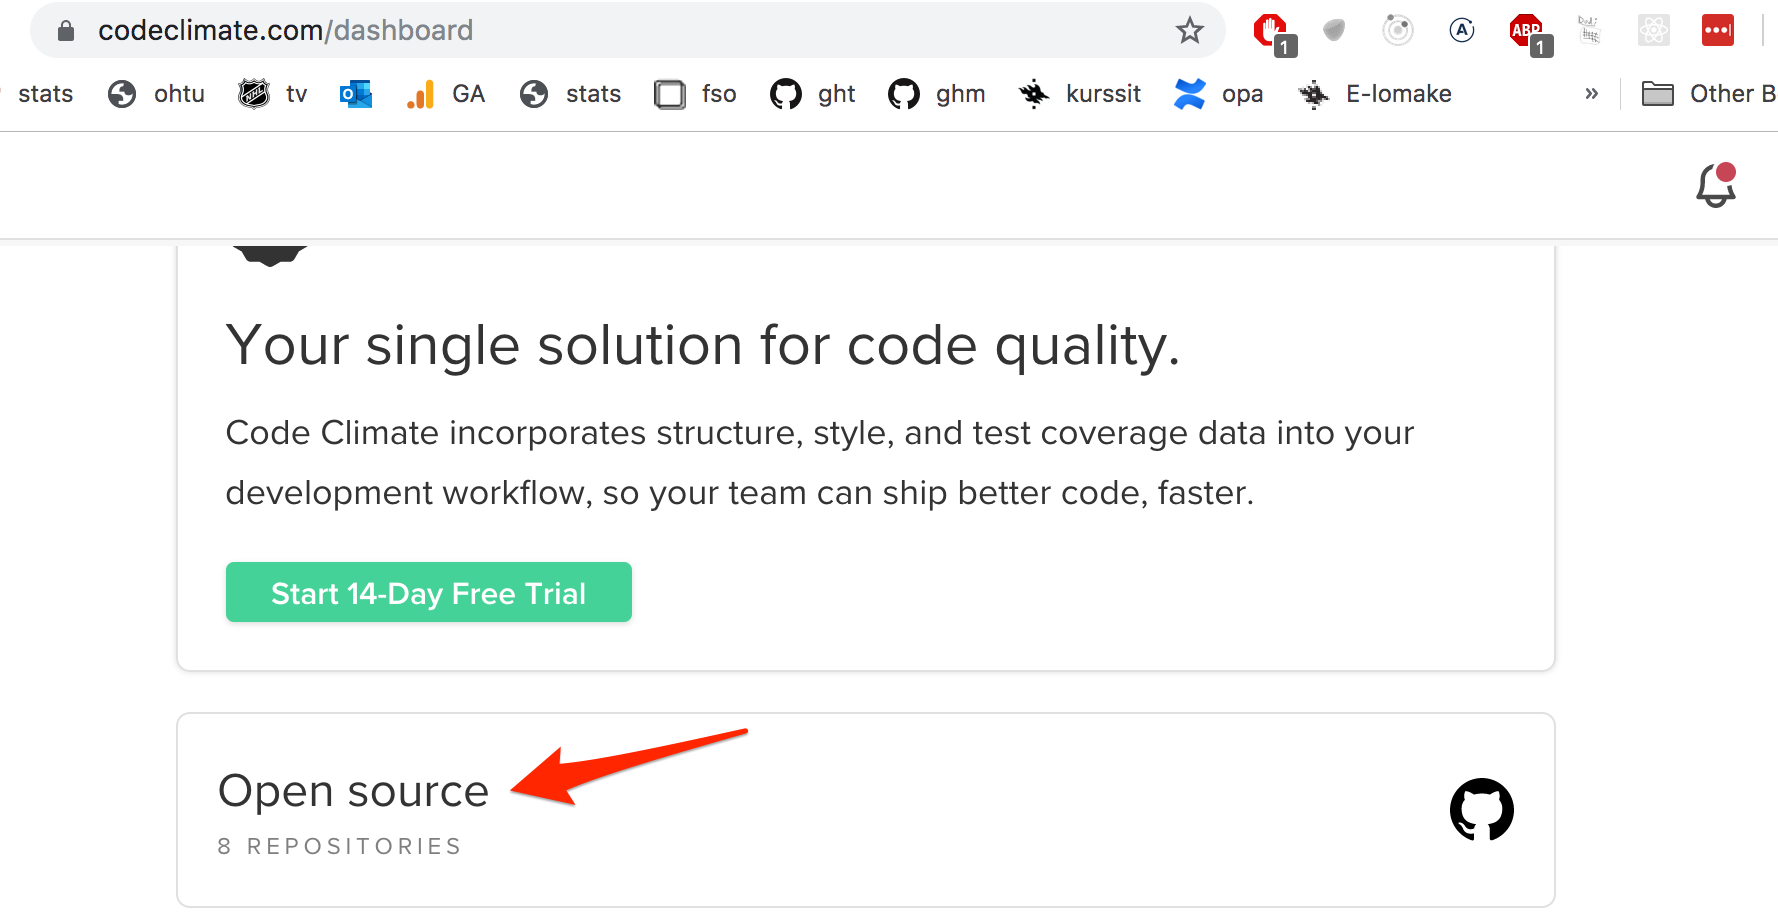 codeclimate.com/dashboard
1
A
ABP
1
stats
ohtu
NHL
tv
GA
stats
fso
ght
ghm
kurssit
opa
E-lomake
»
Other B
Your single solution for code quality.
Code Climate incorporates structure, style, and test coverage data into your
development workflow, so your team can ship better code, faster.
Start 14-Day Free Trial
Open source
8 REPOSITORIES